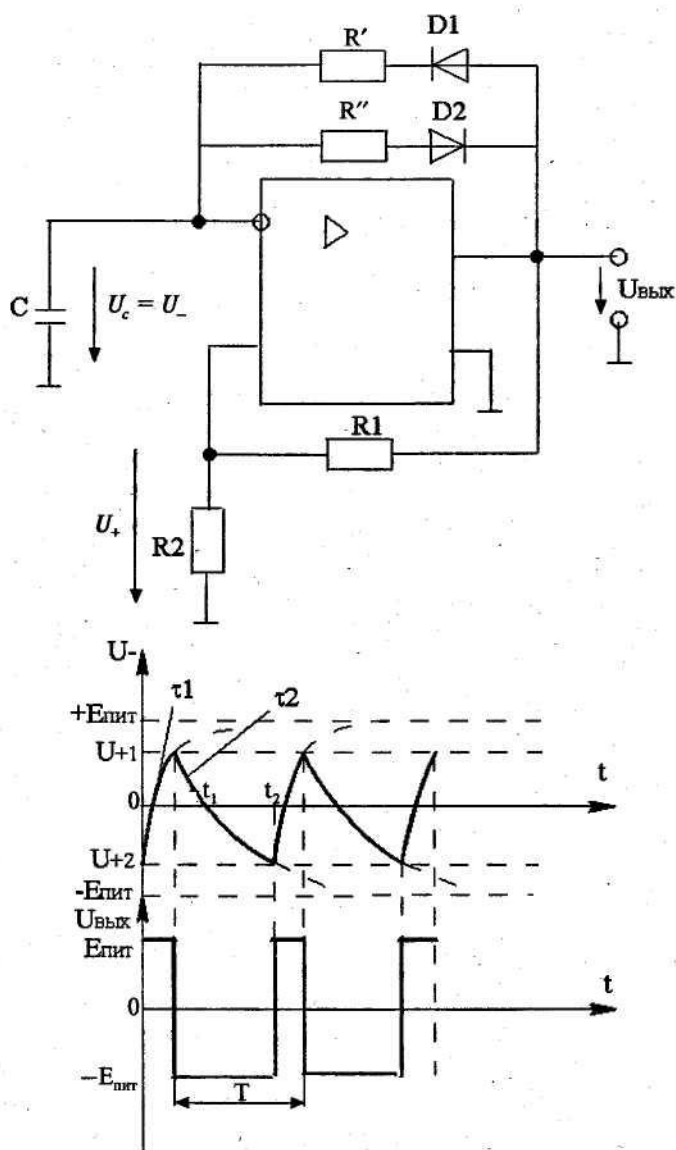 D1
R′
R″
D2
C
U_c = U_-
Uвых
R1
U_+
R2
U-
τ1
τ2
+Eпит
U+1
t
0
t₁
t₂
U+2
-Eпит
Uвых
Eпит
t
0
–Eпит
T